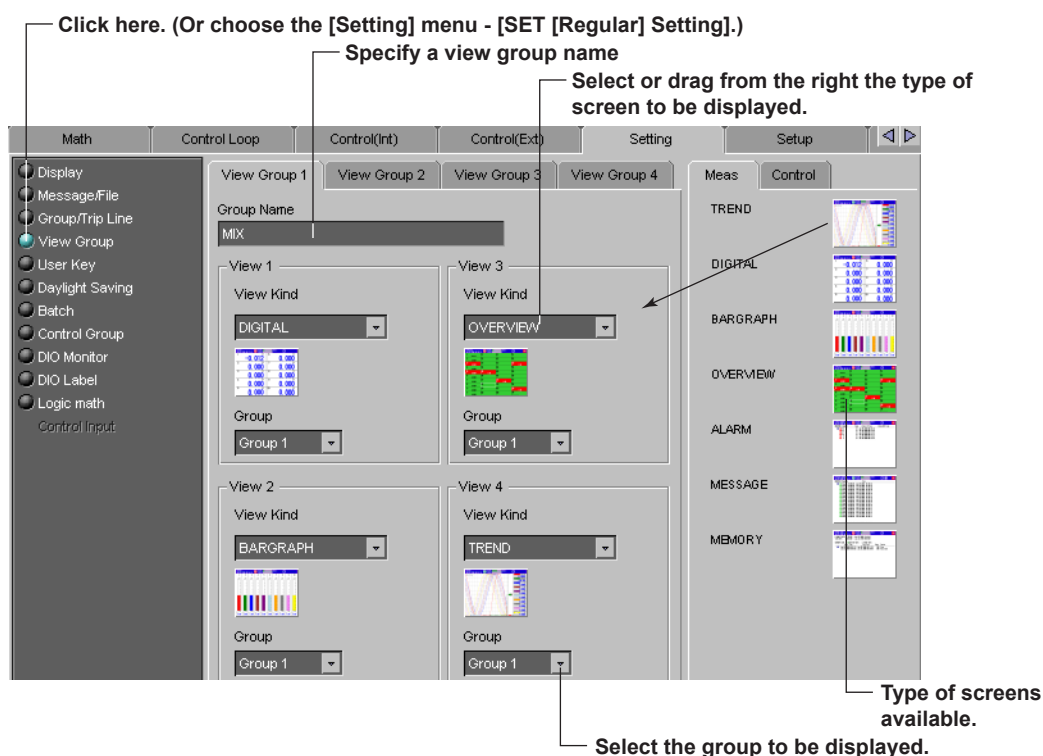 Click here. (Or choose the [Setting] menu - [SET [Regular] Setting].)
Specify a view group name
Select or drag from the right the type of
screen to be displayed.
Math
Control Loop
Control(Int)
Control(Ext)
Setting
Setup
Display
Message/File
Group/Trip Line
View Group
User Key
Daylight Saving
Batch
Control Group
DIO Monitor
DIO Label
Logic math
Control Input
View Group 1
View Group 2
View Group 3
View Group 4
Group Name
MIX
View 1
View Kind
DIGITAL
Group
Group 1
View 3
View Kind
OVERVIEW
Group
Group 1
View 2
View Kind
BARGRAPH
Group
Group 1
View 4
View Kind
TREND
Group
Group 1
Meas
Control
TREND
DIGITAL
BARGRAPH
OVERVIEW
ALARM
MESSAGE
MEMORY
Type of screens
available.
Select the group to be displayed.